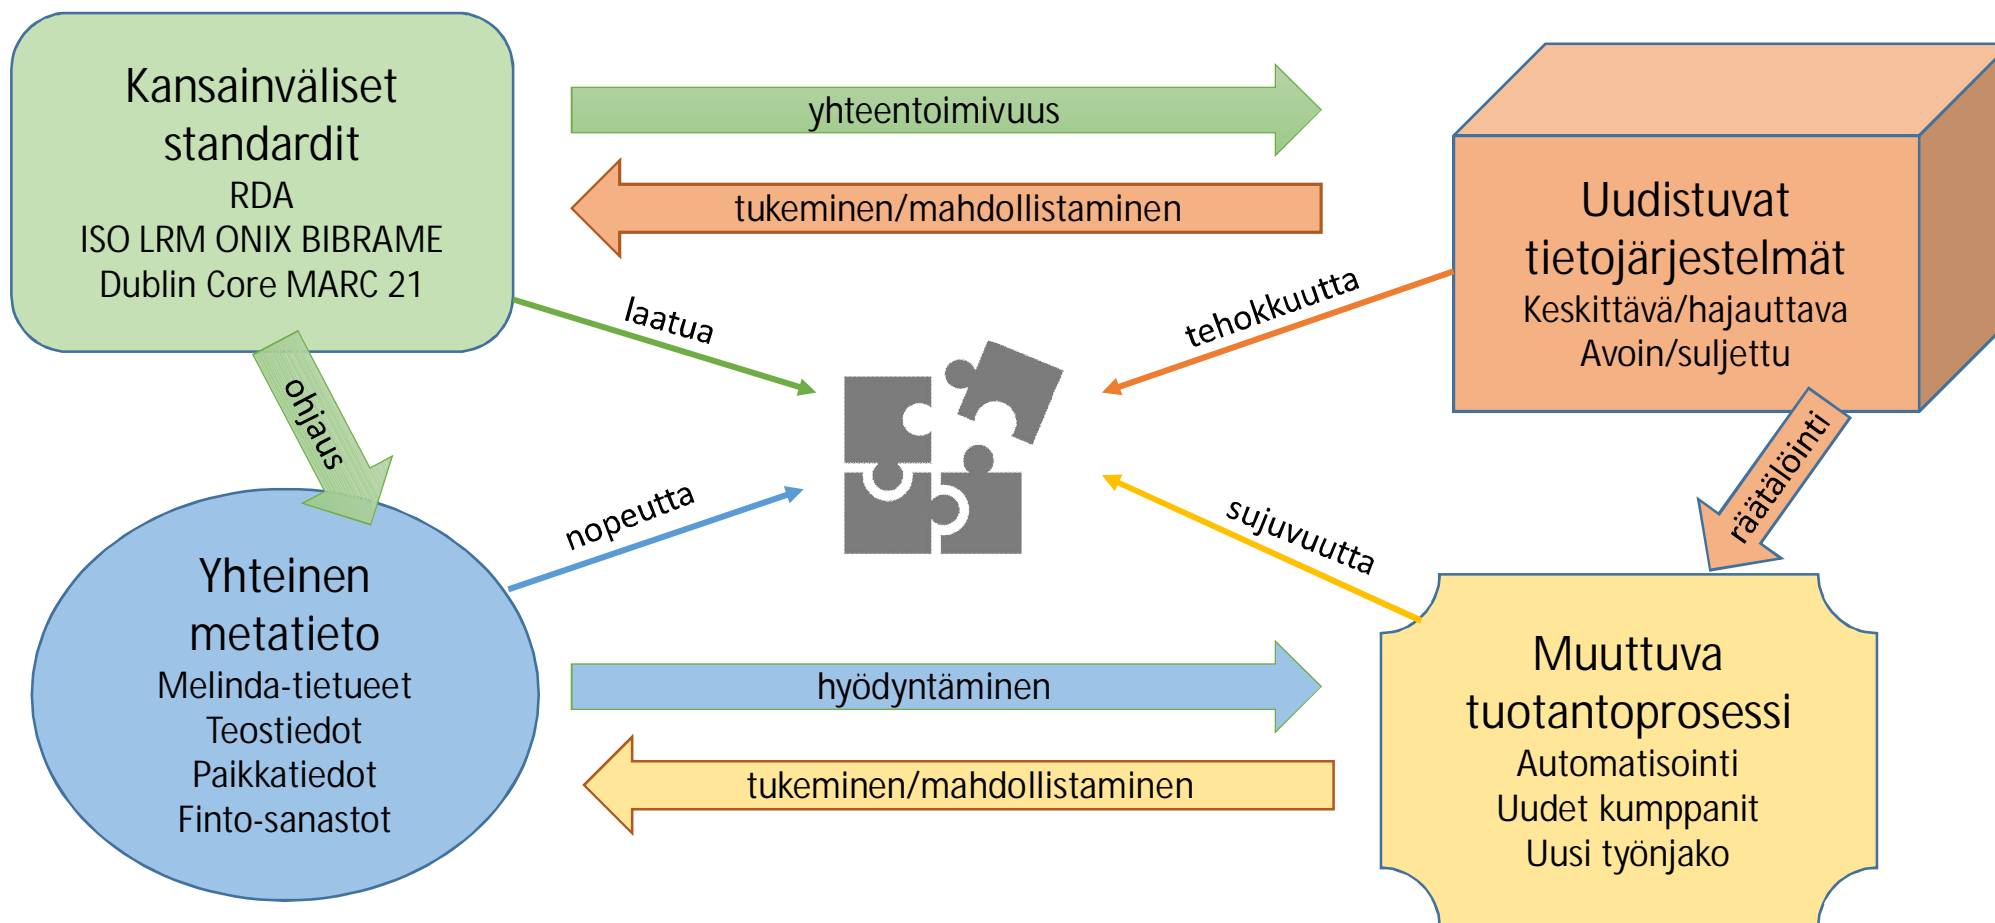 Kansainväliset
standardit
RDA
ISO LRM ONIX BIBRAME
Dublin Core MARC 21
yhteentoimivuus
tukeminen/mahdollistaminen
Uudistuvat
tietojärjestelmät
Keskittävä/hajauttava
Avoin/suljettu
laatua
tehokkuutta
ohjaus
räätälöinti
nopeutta
sujuvuutta
Yhteinen
metatieto
Melinda-tietueet
Teostiedot
Paikkatiedot
Finto-sanastot
hyödyntäminen
tukeminen/mahdollistaminen
Muuttuva
tuotantoprosessi
Automatisointi
Uudet kumppanit
Uusi työnjako